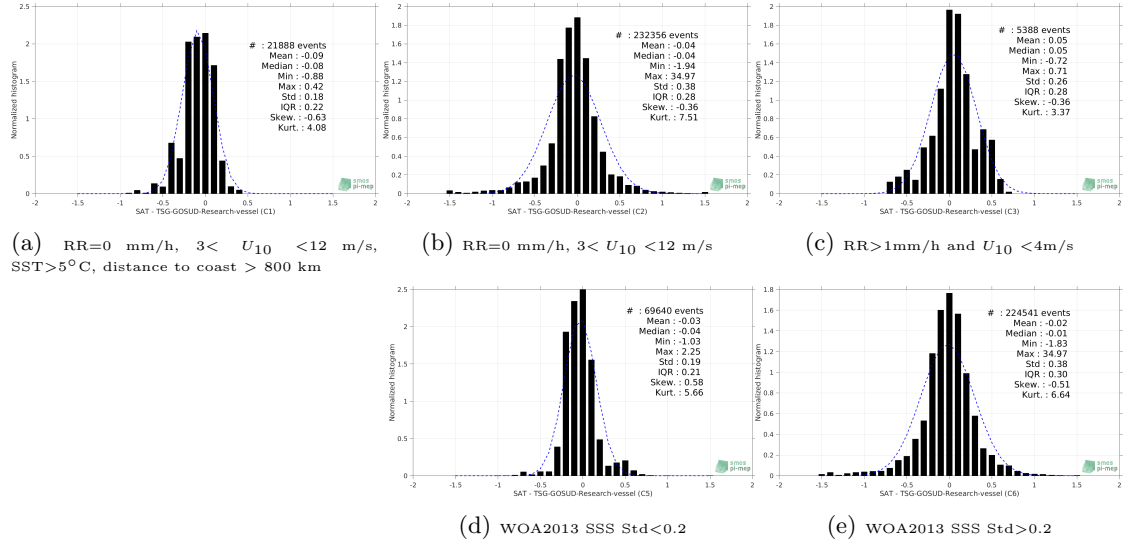 2.5
2
1.5
1
0.5
0
-2 -1.5 -1 -0.5 0 0.5 1 1.5 2
Normalized histogram
SAT - TSG-GOSUD-Research-vessel (C1)
# : 21888 events
Mean : -0.09
Median : -0.08
Min : -0.88
Max : 0.42
Std : 0.18
IQR : 0.22
Skew. : -0.63
Kurt. : 4.08
smos
pi-mep
(a) RR=0 mm/h, 3< U10 <12 m/s,
SST>5°C, distance to coast > 800 km
2
1.8
1.6
1.4
1.2
1
0.8
0.6
0.4
0.2
0
-2 -1.5 -1 -0.5 0 0.5 1 1.5 2
Normalized histogram
SAT - TSG-GOSUD-Research-vessel (C2)
# : 232356 events
Mean : -0.04
Median : -0.04
Min : -1.94
Max : 34.97
Std : 0.38
IQR : 0.28
Skew. : -0.36
Kurt. : 7.51
smos
pi-mep
(b) RR=0 mm/h, 3< U10 <12 m/s
2
1.8
1.6
1.4
1.2
1
0.8
0.6
0.4
0.2
0
-2 -1.5 -1 -0.5 0 0.5 1 1.5 2
Normalized histogram
SAT - TSG-GOSUD-Research-vessel (C3)
# : 5388 events
Mean : 0.05
Median : 0.05
Min : -0.72
Max : 0.71
Std : 0.26
IQR : 0.28
Skew. : -0.36
Kurt. : 3.37
smos
pi-mep
(c) RR>1mm/h and U10 <4m/s
2.5
2
1.5
1
0.5
0
-2 -1.5 -1 -0.5 0 0.5 1 1.5 2
Normalized histogram
SAT - TSG-GOSUD-Research-vessel (C5)
# : 69640 events
Mean : -0.03
Median : -0.04
Min : -1.03
Max : 2.25
Std : 0.19
IQR : 0.21
Skew. : 0.58
Kurt. : 5.66
smos
pi-mep
(d) WOA2013 SSS Std<0.2
1.8
1.6
1.4
1.2
1
0.8
0.6
0.4
0.2
0
-2 -1.5 -1 -0.5 0 0.5 1 1.5 2
Normalized histogram
SAT - TSG-GOSUD-Research-vessel (C6)
# : 224541 events
Mean : -0.02
Median : -0.01
Min : -1.83
Max : 34.97
Std : 0.38
IQR : 0.30
Skew. : -0.51
Kurt. : 6.64
smos
pi-mep
(e) WOA2013 SSS Std>0.2